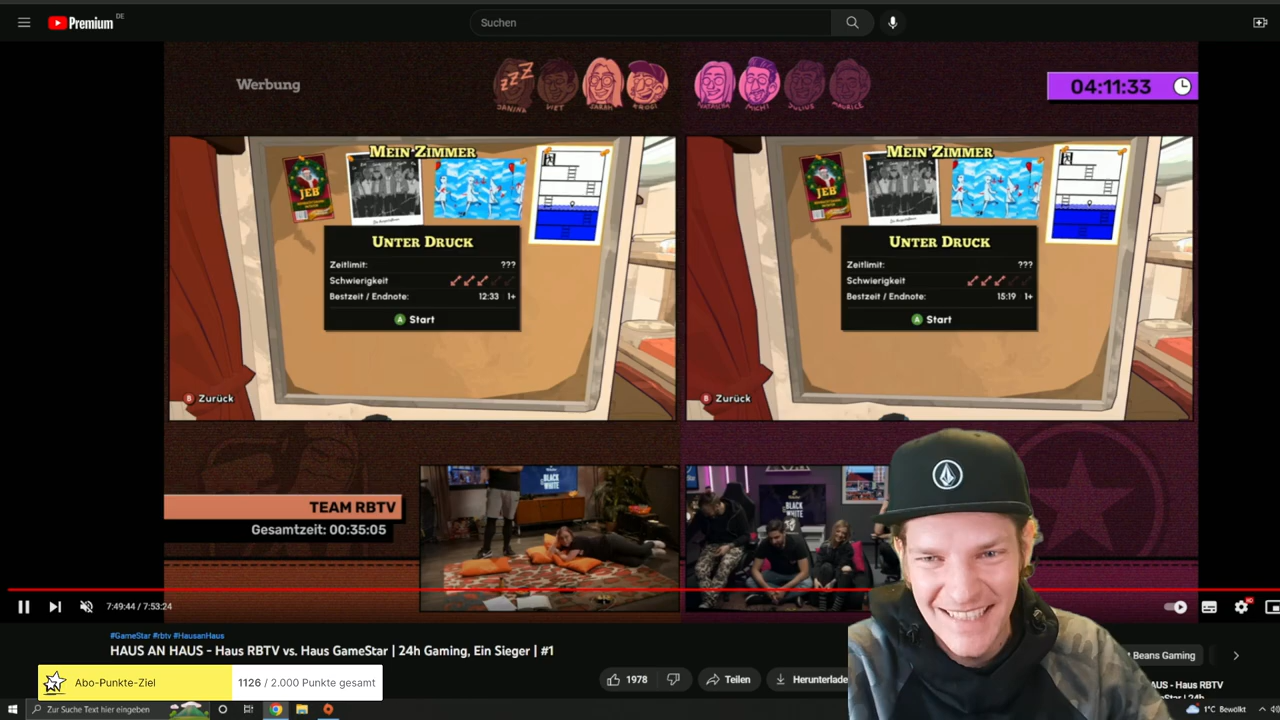 Premium DE
Suchen
Werbung
JANINA
WET
SARAH
KROGI
NATASCHA
MICHI
JULIUS
MAURICE
04:11:33
MEIN ZIMMER
JEB
UNTER DRUCK
Zeitlimit: ???
Schwierigkeit
Bestzeit / Endnote: 12:33 1+
A Start
B Zurück
MEIN ZIMMER
JEB
UNTER DRUCK
Zeitlimit: ???
Schwierigkeit
Bestzeit / Endnote: 15:19 1+
A Start
B Zurück
TEAM RBTV
Gesamtzeit: 00:35:05
BLACK
WHITE
BLACK
WHITE
7:49:44 / 7:53:24
#GameStar #rbtv #HausanHaus
HAUS AN HAUS - Haus RBTV vs. Haus GameStar | 24h Gaming, Ein Sieger | #1
1978
Teilen
Herunterlade
t Beans Gaming
AUS - Haus RBTV
Abo-Punkte-Ziel
1126 / 2.000 Punkte gesamt
Zur Suche Text hier eingeben
1°C Bewölkt